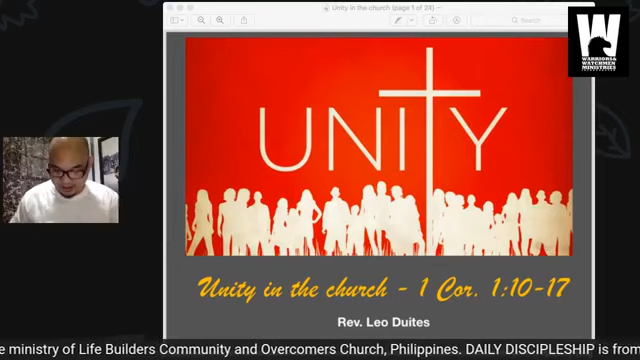 Unity in the church (page 1 of 24)
Search
WARRIORS &
WATCHMEN
MINISTRIES
UNITY
Unity in the church - 1 Cor. 1:10-17
Rev. Leo Duites
e ministry of Life Builders Community and Overcomers Church, Philippines. DAILY DISCIPLESHIP is from